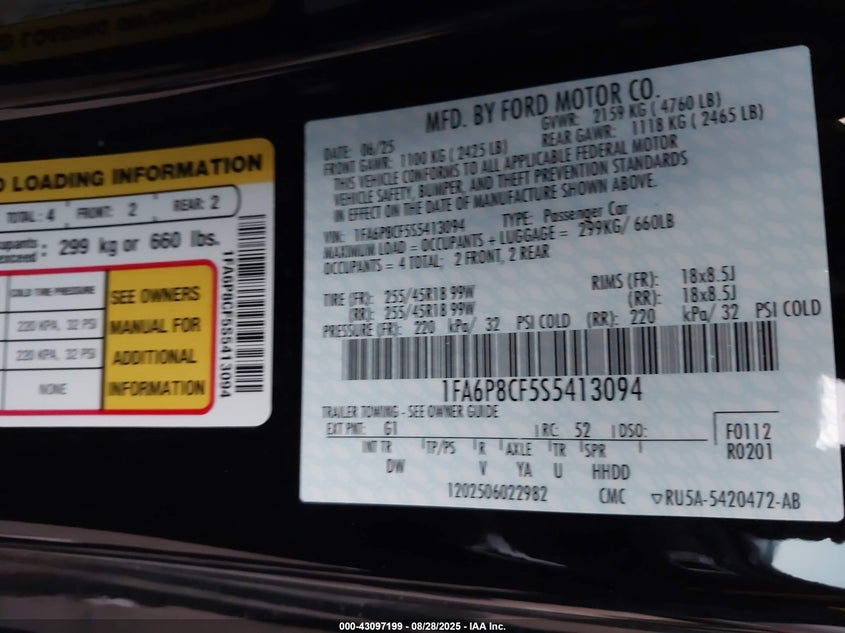 D LOADING INFORMATION
TOTAL: 4 FRONT: 2 REAR: 2
cupants
exceed: 299 kg or 660 lbs.
COLD TIRE PRESSURE
220 KPA, 32 PSI
220 KPA, 32 PSI
NONE
SEE OWNERS
MANUAL FOR
ADDITIONAL
INFORMATION
1FA6P8CF5S5413094
MFD. BY FORD MOTOR CO.
DATE: 06/25 GVWR: 2159 KG ( 4760 LB)
FRONT GAWR: 1100 KG ( 2425 LB) REAR GAWR: 1118 KG ( 2465 LB)
THIS VEHICLE CONFORMS TO ALL APPLICABLE FEDERAL MOTOR
VEHICLE SAFETY, BUMPER, AND THEFT PREVENTION STANDARDS
IN EFFECT ON THE DATE OF MANUFACTURE SHOWN ABOVE.
VIN: 1FA6P8CF5S5413094 TYPE: Passenger Car
MAXIMUM LOAD = OCCUPANTS + LUGGAGE = 299KG/ 660LB
OCCUPANTS = 4 TOTAL: 2 FRONT, 2 REAR
TIRE (FR): 255/45R18 99W RIMS (FR): 18x8.5J
(RR): 255/45R18 99W (RR): 18x8.5J
PRESSURE (FR): 220 kPa/ 32 PSI COLD (RR): 220 kPa/ 32 PSI COLD
1FA6P8CF5S5413094
TRAILER TOWING - SEE OWNER GUIDE
EXT PNT: G1 RC: 52 DSO: F0112
R0201
INT TR TP/PS R AXLE TR SPR
DW V YA U HHDD
1202506022982 CMC ▽RU5A-5420472-AB
000-43097199 - 08/28/2025 - IAA Inc.